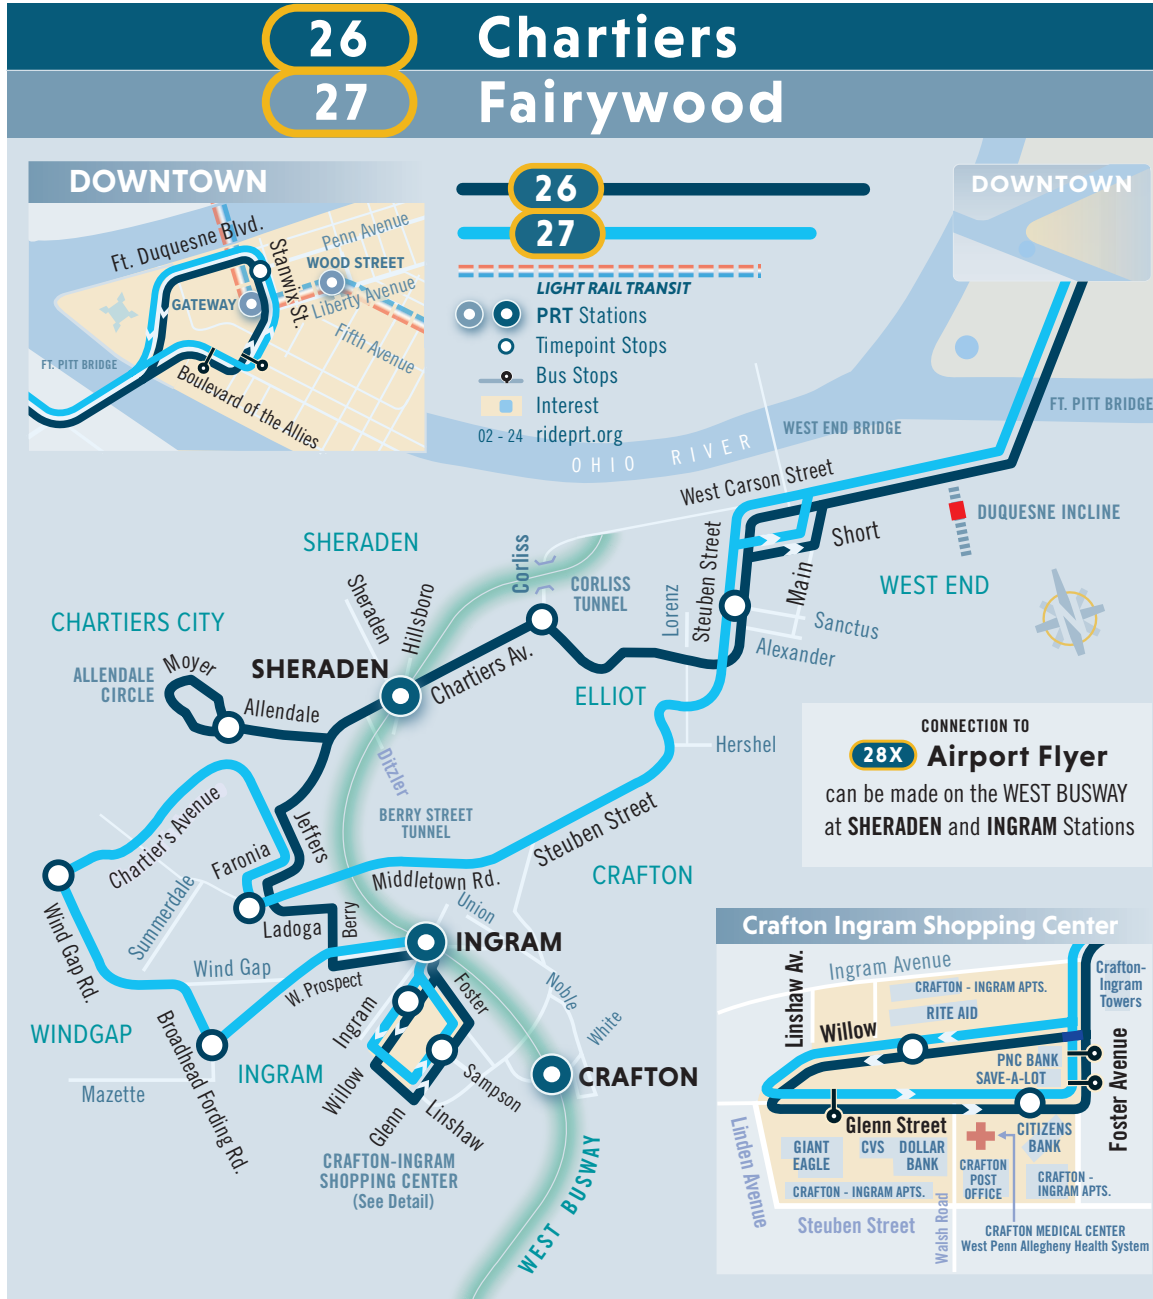 26 Chartiers
27 Fairywood
DOWNTOWN
Ft. Duquesne Blvd.
Stanwix St.
Penn Avenue
WOOD STREET
Liberty Avenue
GATEWAY
Fifth Avenue
FT. PITT BRIDGE
Boulevard of the Allies
26
27
LIGHT RAIL TRANSIT
PRT Stations
Timepoint Stops
Bus Stops
Interest
02 - 24 rideprt.org
DOWNTOWN
FT. PITT BRIDGE
WEST END BRIDGE
OHIO RIVER
West Carson Street
DUQUESNE INCLINE
Short
Main
WEST END
Steuben Street
Lorenz
Sanctus
Alexander
SHERADEN
Corliss
CORLISS
TUNNEL
Sheraden
Hillsboro
CHARTIERS CITY
ALLENDALE
CIRCLE
Moyer
SHERADEN
Allendale
Chartiers Av.
ELLIOT
Hershel
Ditzler
CONNECTION TO
28X Airport Flyer
can be made on the WEST BUSWAY
at SHERADEN and INGRAM Stations
Chartier's Avenue
Jeffers
BERRY STREET
TUNNEL
Faronia
Steuben Street
Middletown Rd.
CRAFTON
Summerdale
Ladoga
Berry
Union
Wind Gap Rd.
Wind Gap
INGRAM
W. Prospect
Foster
Noble
White
WINDGAP
Broadhead Fording Rd.
Ingram
INGRAM
Mazette
Willow
Glenn
Linshaw
Sampson
CRAFTON
CRAFTON-INGRAM
SHOPPING CENTER
(See Detail)
WEST BUSWAY
Crafton Ingram Shopping Center
Linshaw Av.
Ingram Avenue
CRAFTON - INGRAM APTS.
RITE AID
Crafton-
Ingram
Towers
Willow
PNC BANK
SAVE-A-LOT
Foster Avenue
Glenn Street
CITIZENS
BANK
GIANT
EAGLE
CVS
DOLLAR
BANK
CRAFTON
POST
OFFICE
CRAFTON -
INGRAM APTS.
CRAFTON - INGRAM APTS.
Linden Avenue
Steuben Street
Walsh Road
CRAFTON MEDICAL CENTER
West Penn Allegheny Health System